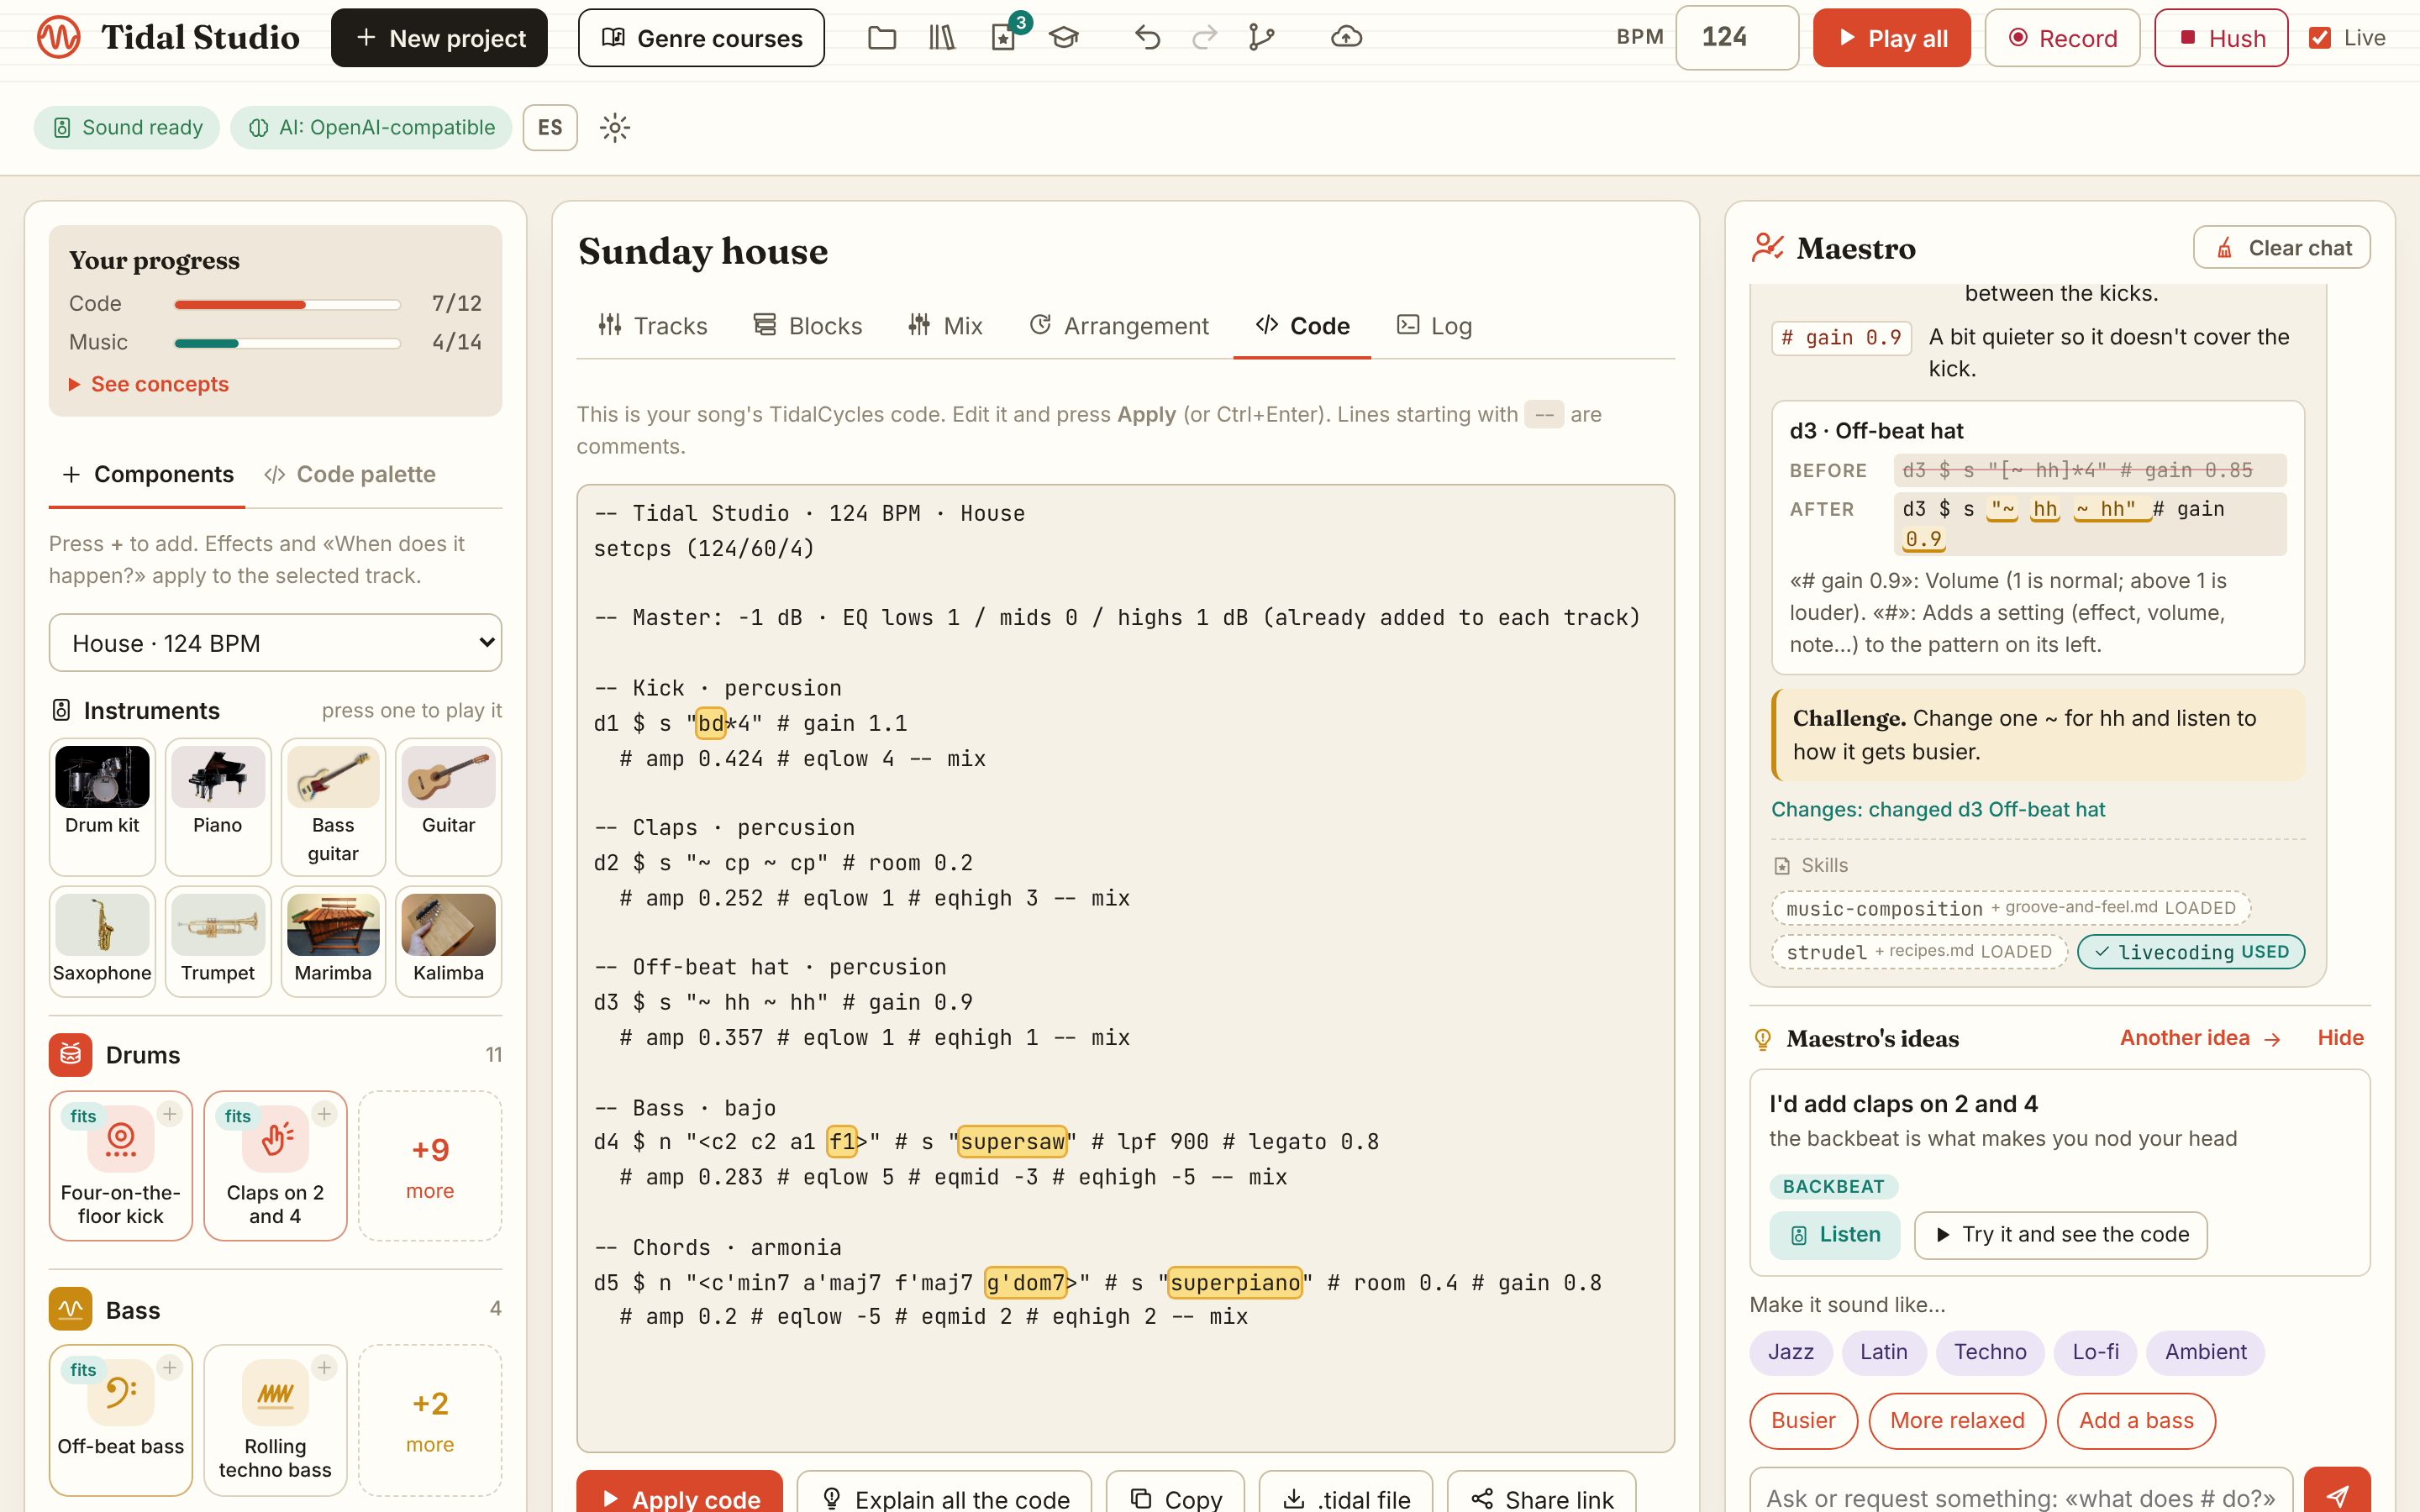 Tidal Studio
New project
Genre courses
3
BPM
124
Play all
Record
Hush
Live
Sound ready
AI: OpenAI-compatible
ES
Your progress
Code 7/12
Music 4/14
See concepts
Components
Code palette
Press + to add. Effects and «When does it
happen?» apply to the selected track.
House · 124 BPM
Instruments
press one to play it
Drum kit
Piano
Bass
guitar
Guitar
Saxophone
Trumpet
Marimba
Kalimba
Drums
11
fits
Four-on-the-
floor kick
fits
Claps on 2
and 4
+9
more
Bass
4
fits
Off-beat bass
Rolling
techno bass
+2
more
Sunday house
Tracks
Blocks
Mix
Arrangement
Code
Log
This is your song's TidalCycles code. Edit it and press Apply (or Ctrl+Enter). Lines starting with -- are
comments.
-- Tidal Studio · 124 BPM · House
setcps (124/60/4)
-- Master: -1 dB · EQ lows 1 / mids 0 / highs 1 dB (already added to each track)
-- Kick · percusion
d1 $ s "bd*4" # gain 1.1
# amp 0.424 # eqlow 4 -- mix
-- Claps · percusion
d2 $ s "~ cp ~ cp" # room 0.2
# amp 0.252 # eqlow 1 # eqhigh 3 -- mix
-- Off-beat hat · percusion
d3 $ s "~ hh ~ hh" # gain 0.9
# amp 0.357 # eqlow 1 # eqhigh 1 -- mix
-- Bass · bajo
d4 $ n "<c2 c2 a1 f1>" # s "supersaw" # lpf 900 # legato 0.8
# amp 0.283 # eqlow 5 # eqmid -3 # eqhigh -5 -- mix
-- Chords · armonia
d5 $ n "<c'min7 a'maj7 f'maj7 g'dom7>" # s "superpiano" # room 0.4 # gain 0.8
# amp 0.2 # eqlow -5 # eqmid 2 # eqhigh 2 -- mix
Apply code
Explain all the code
Copy
.tidal file
Share link
Maestro
Clear chat
between the kicks.
# gain 0.9 A bit quieter so it doesn't cover the
kick.
d3 · Off-beat hat
BEFORE d3 $ s "[~ hh]*4" # gain 0.85
AFTER d3 $ s "~ hh ~ hh" # gain
0.9
«# gain 0.9»: Volume (1 is normal; above 1 is
louder). «#»: Adds a setting (effect, volume,
note…) to the pattern on its left.
Challenge. Change one ~ for hh and listen to
how it gets busier.
Changes: changed d3 Off-beat hat
Skills
music-composition + groove-and-feel.md LOADED
strudel + recipes.md LOADED
livecoding USED
Maestro's ideas
Another idea →
Hide
I'd add claps on 2 and 4
the backbeat is what makes you nod your head
BACKBEAT
Listen
Try it and see the code
Make it sound like…
Jazz
Latin
Techno
Lo-fi
Ambient
Busier
More relaxed
Add a bass
Ask or request something: «what does # do?»